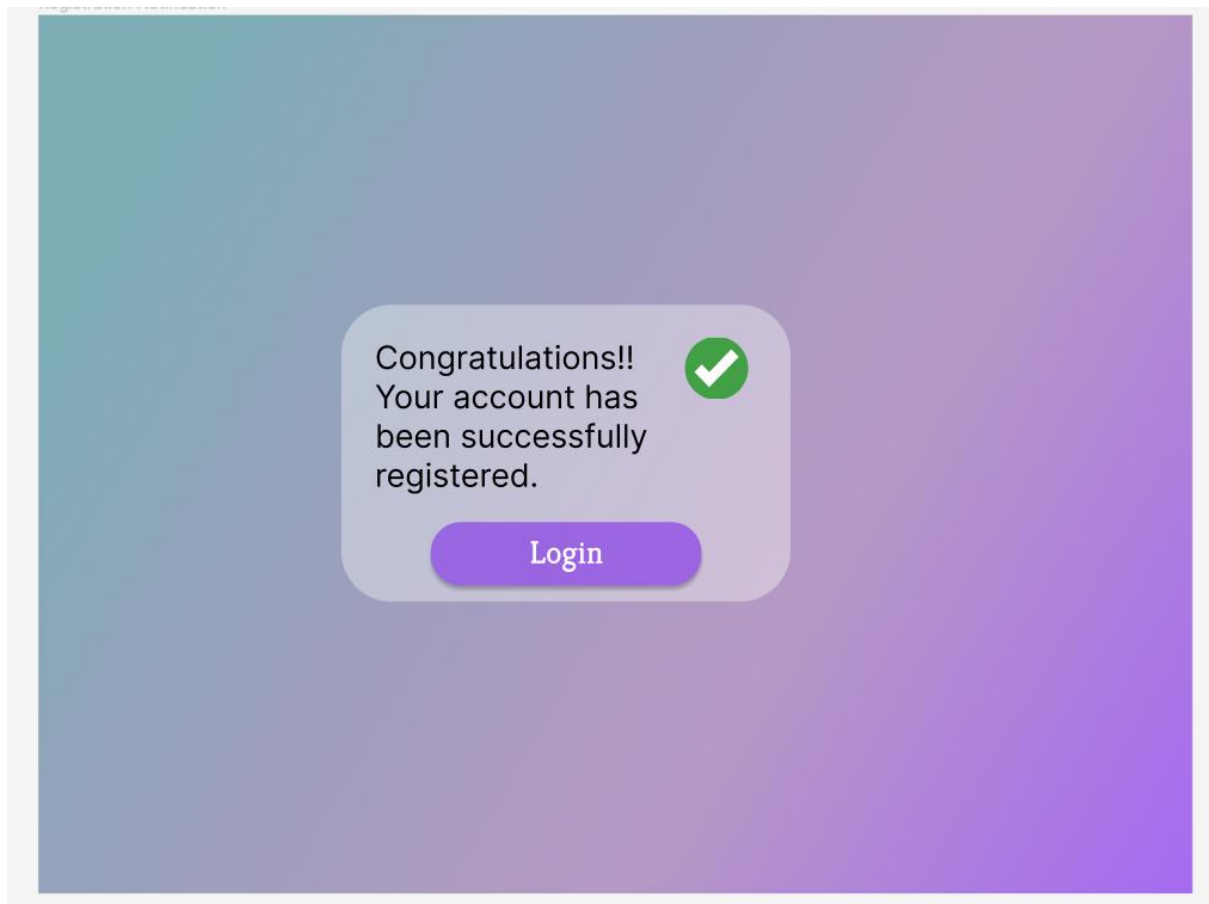 Congratulations!!
Your account has
been successfully
registered.
Login